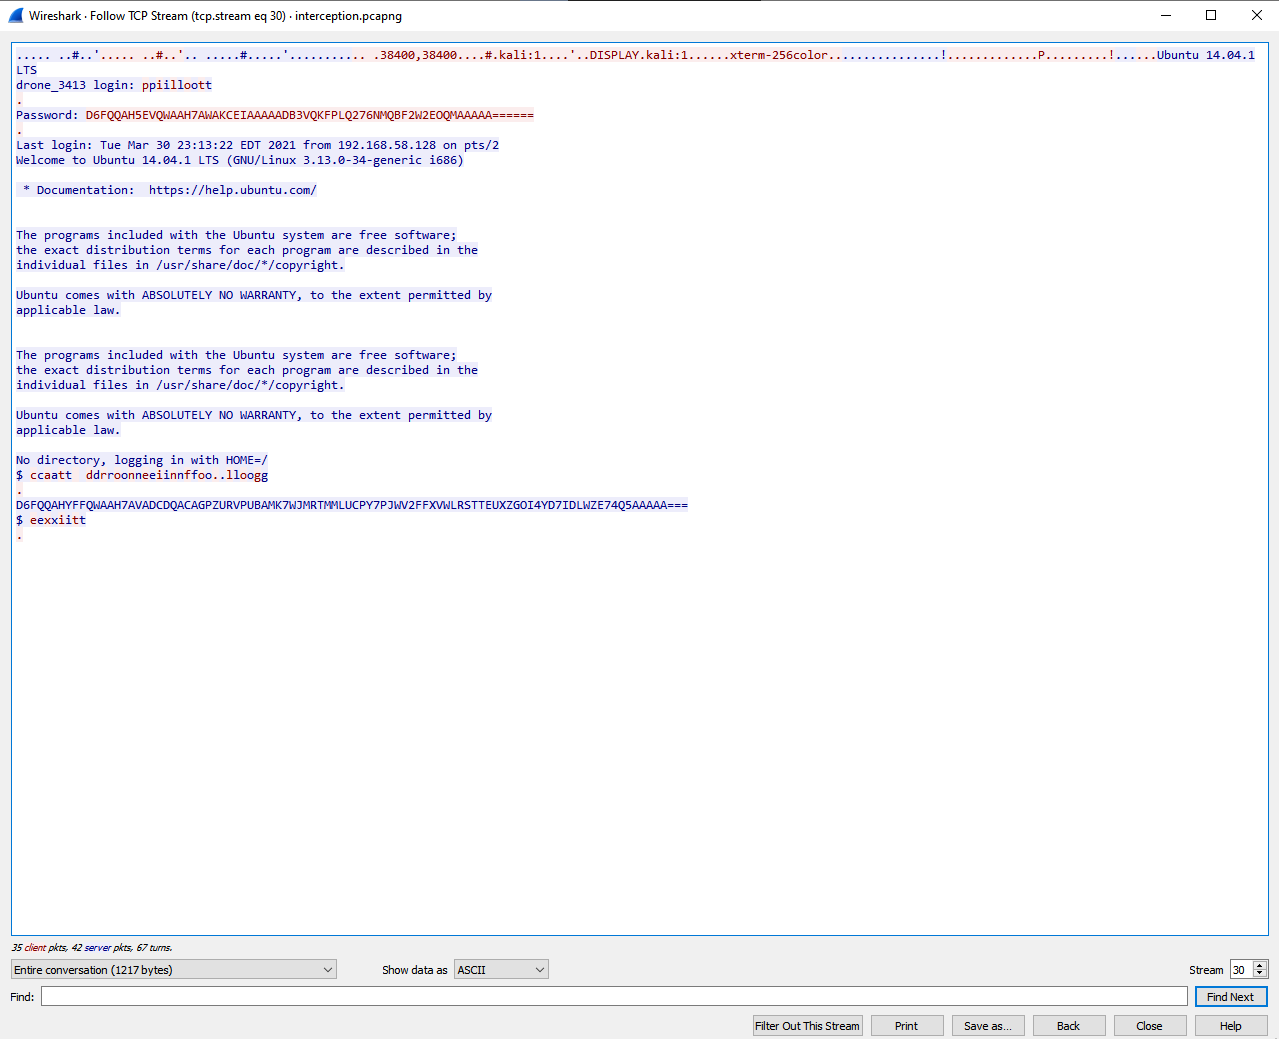 Wireshark · Follow TCP Stream (tcp.stream eq 30) · interception.pcapng
..... ..#..'..... ..#..'.. .....#.....'........... .38400,38400....#.kali:1....'..DISPLAY.kali:1......xterm-256color................!.............P.........!......Ubuntu 14.04.1
LTS
drone_3413 login: ppiilloott
.
Password: D6FQQAH5EVQWAAH7AWAKCEIAAAAADB3VQKFPLQ276NMQBF2W2EOQMAAAAA======
.
Last login: Tue Mar 30 23:13:22 EDT 2021 from 192.168.58.128 on pts/2
Welcome to Ubuntu 14.04.1 LTS (GNU/Linux 3.13.0-34-generic i686)
* Documentation:  https://help.ubuntu.com/
The programs included with the Ubuntu system are free software;
the exact distribution terms for each program are described in the
individual files in /usr/share/doc/*/copyright.
Ubuntu comes with ABSOLUTELY NO WARRANTY, to the extent permitted by
applicable law.
The programs included with the Ubuntu system are free software;
the exact distribution terms for each program are described in the
individual files in /usr/share/doc/*/copyright.
Ubuntu comes with ABSOLUTELY NO WARRANTY, to the extent permitted by
applicable law.
No directory, logging in with HOME=/
$ ccaatt  ddrroonneeiinnffoo..lloogg
.
D6FQQAHYFFQWAAH7AVADCDQACAGPZURVPUBAMK7WJMRTMMLUCPY7PJWV2FFXVWLRSTTEUXZGOI4YD7IDLWZE74Q5AAAAA===
$ eexxiitt
.
35 client pkts, 42 server pkts, 67 turns.
Entire conversation (1217 bytes) Show data as ASCII Stream 30
Find: Find Next
Filter Out This Stream Print Save as... Back Close Help